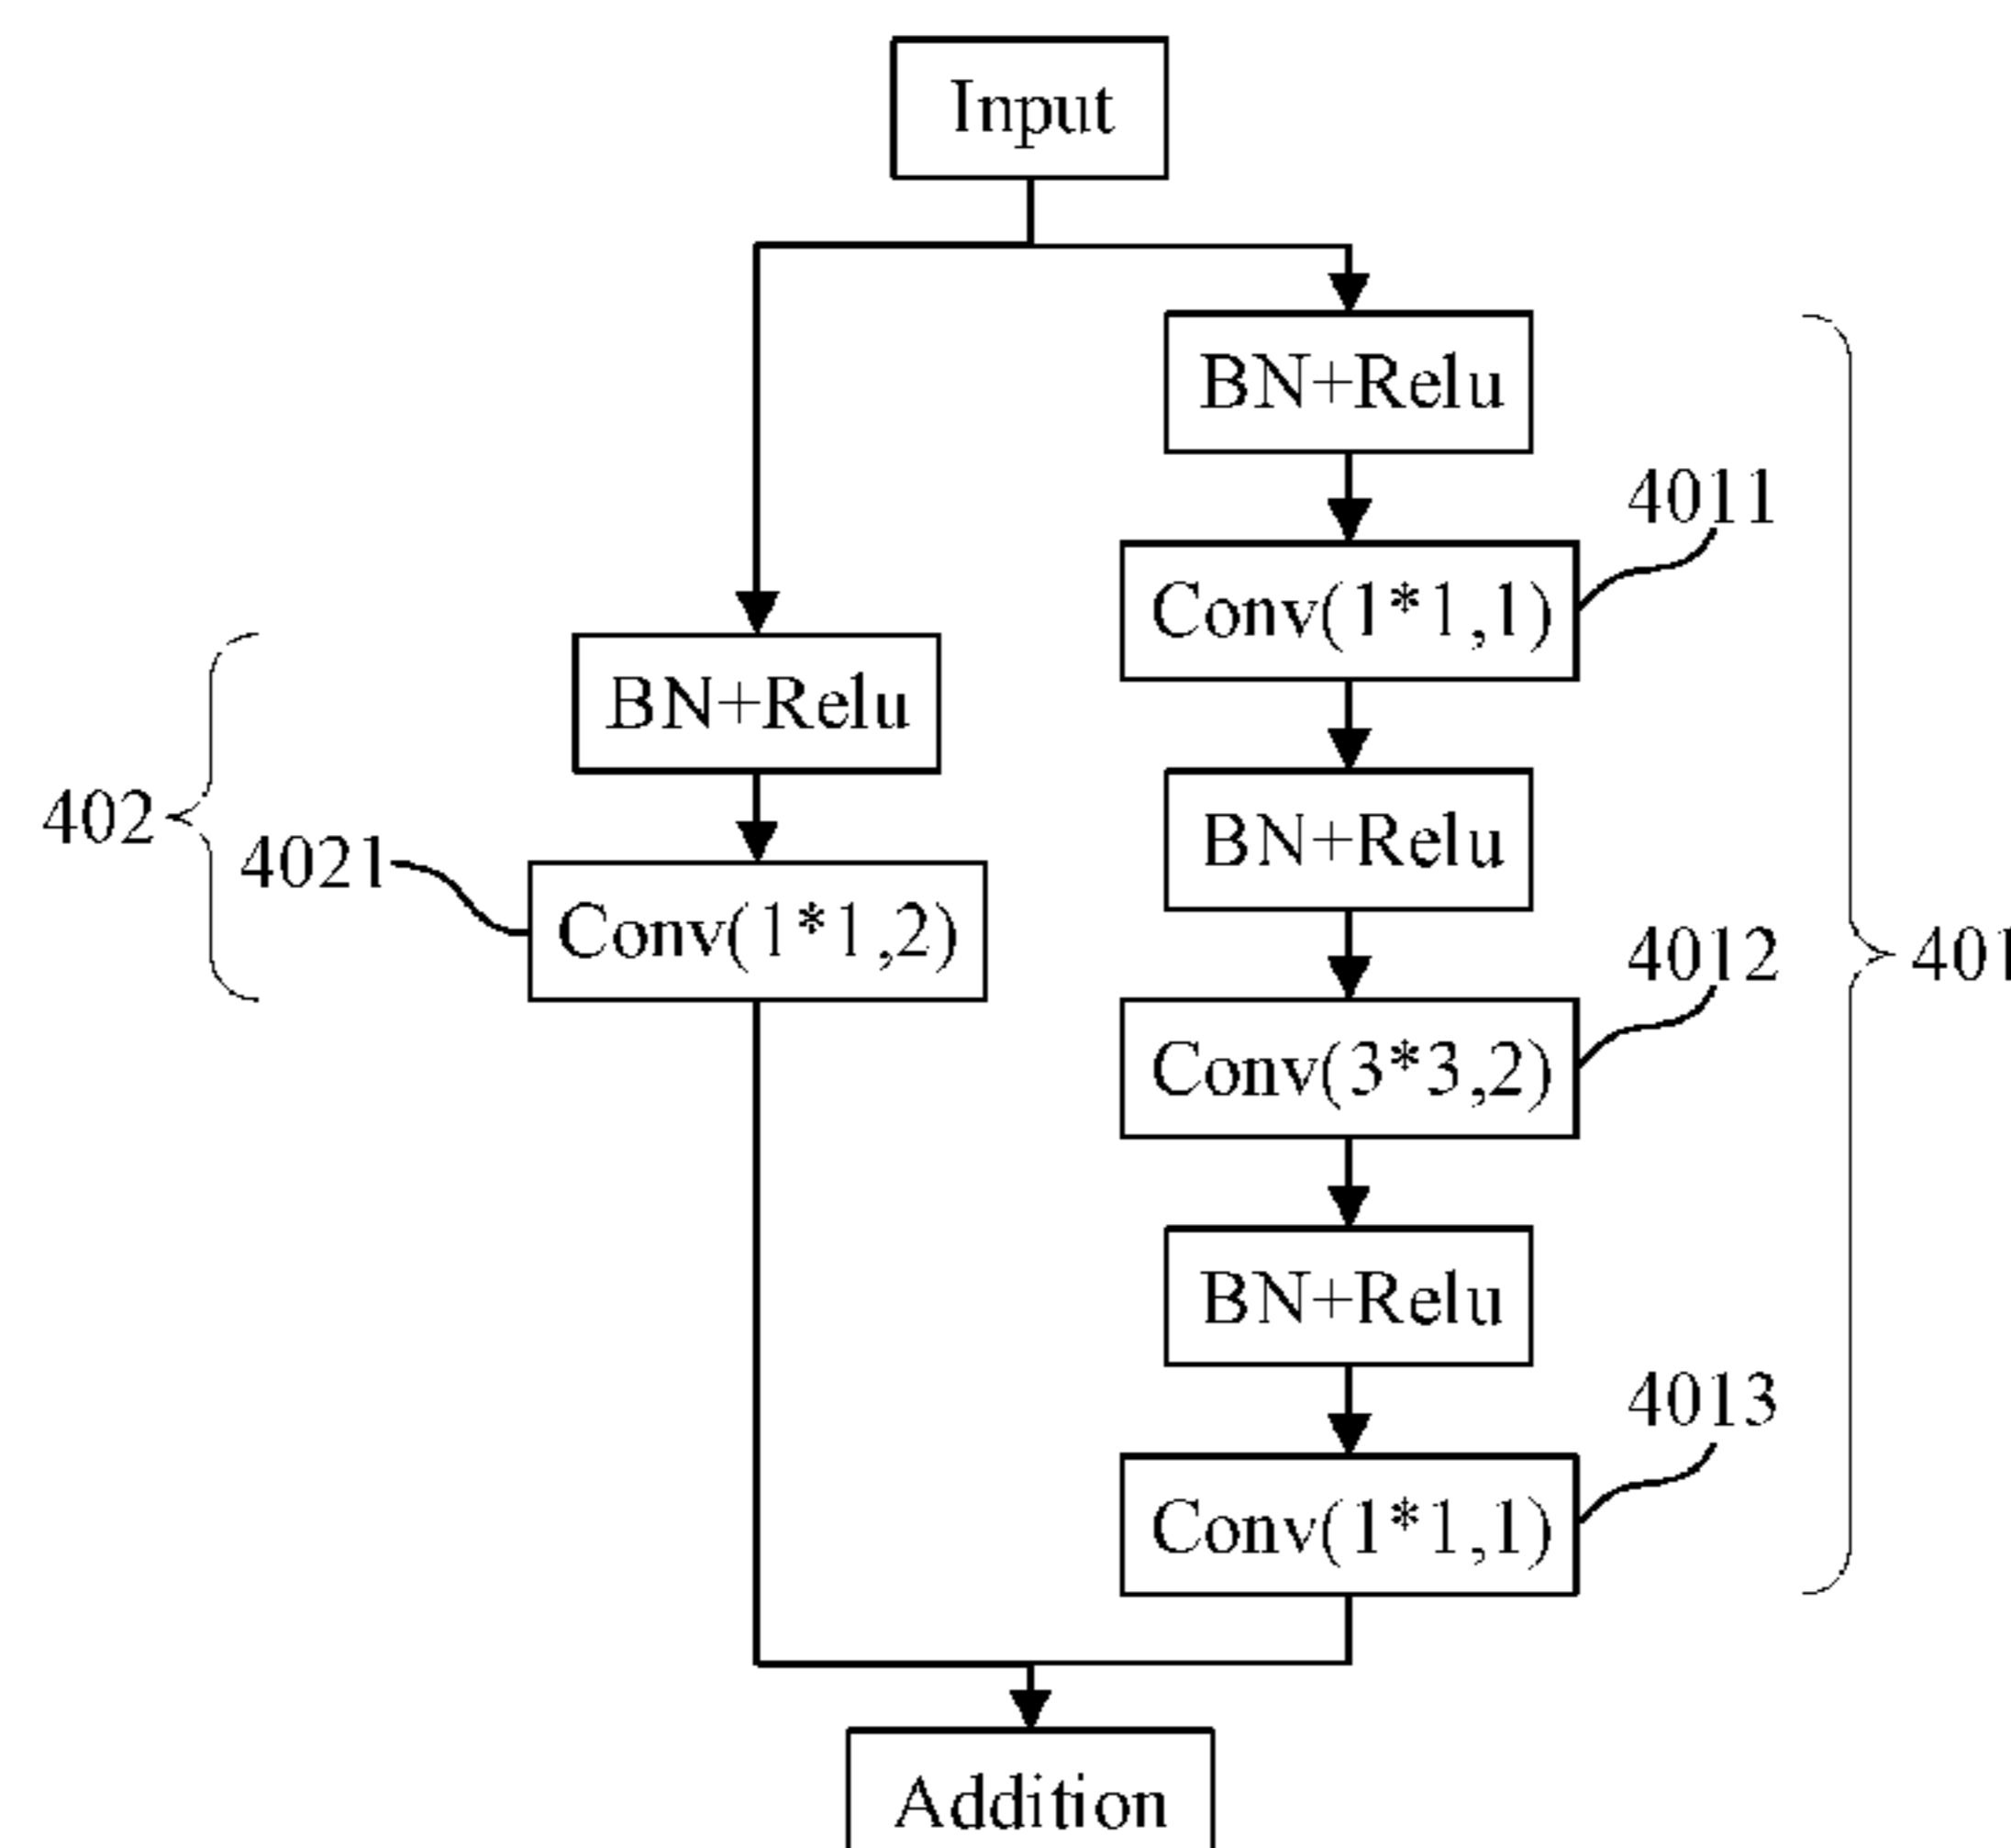 Input
BN+Relu
4011
Conv(1*1,1)
BN+Relu
BN+Relu
402
4021
Conv(1*1,2)
4012
401
Conv(3*3,2)
BN+Relu
4013
Conv(1*1,1)
Addition